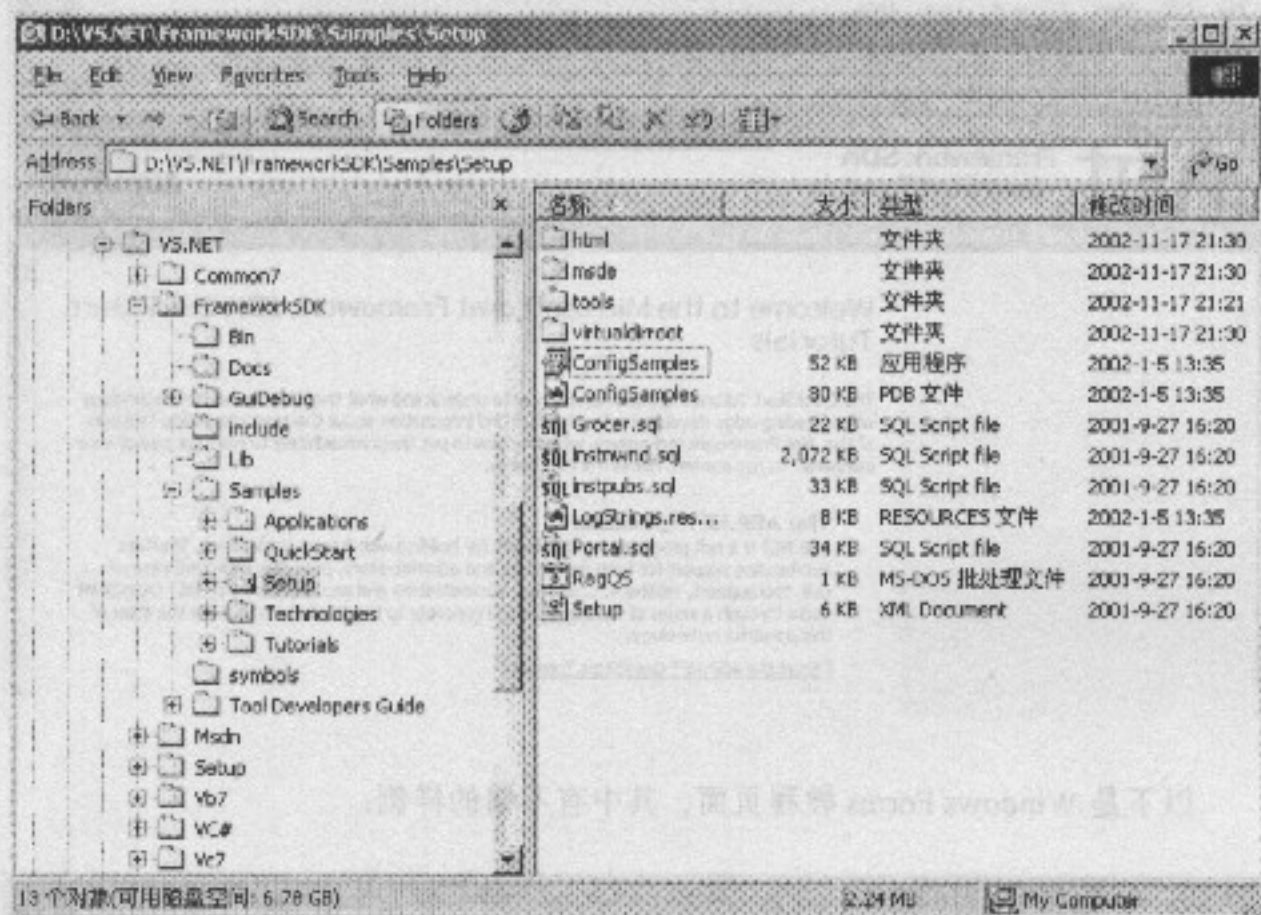 D:\VS.NET\FrameworkSDK\Samples\Setup
File Edit View Favorites Tools Help
Back Search Folders
Address D:\VS.NET\FrameworkSDK\Samples\Setup Go
Folders
VS.NET
Common7
FrameworkSDK
Bin
Docs
GuiDebug
include
Lib
Samples
Applications
QuickStart
Setup
Technologies
Tutorials
symbols
Tool Developers Guide
Msdn
Setup
Vb7
VC#
Vc7
名称 大小 类型 修改时间
html 文件夹 2002-11-17 21:30
msde 文件夹 2002-11-17 21:30
tools 文件夹 2002-11-17 21:21
virtualdirroot 文件夹 2002-11-17 21:30
ConfigSamples 52 KB 应用程序 2002-1-5 13:35
ConfigSamples 80 KB PDB 文件 2002-1-5 13:35
Grocer.sql 22 KB SQL Script file 2001-9-27 16:20
instnwnd.sql 2,072 KB SQL Script file 2001-9-27 16:20
instpubs.sql 33 KB SQL Script file 2001-9-27 16:20
LogStrings.res... 8 KB RESOURCES 文件 2002-1-5 13:35
Portal.sql 34 KB SQL Script file 2001-9-27 16:20
RegQS 1 KB MS-DOS 批处理文件 2001-9-27 16:20
Setup 6 KB XML Document 2001-9-27 16:20
13 个对象(可用磁盘空间: 6.78 GB) 2.24 MB My Computer